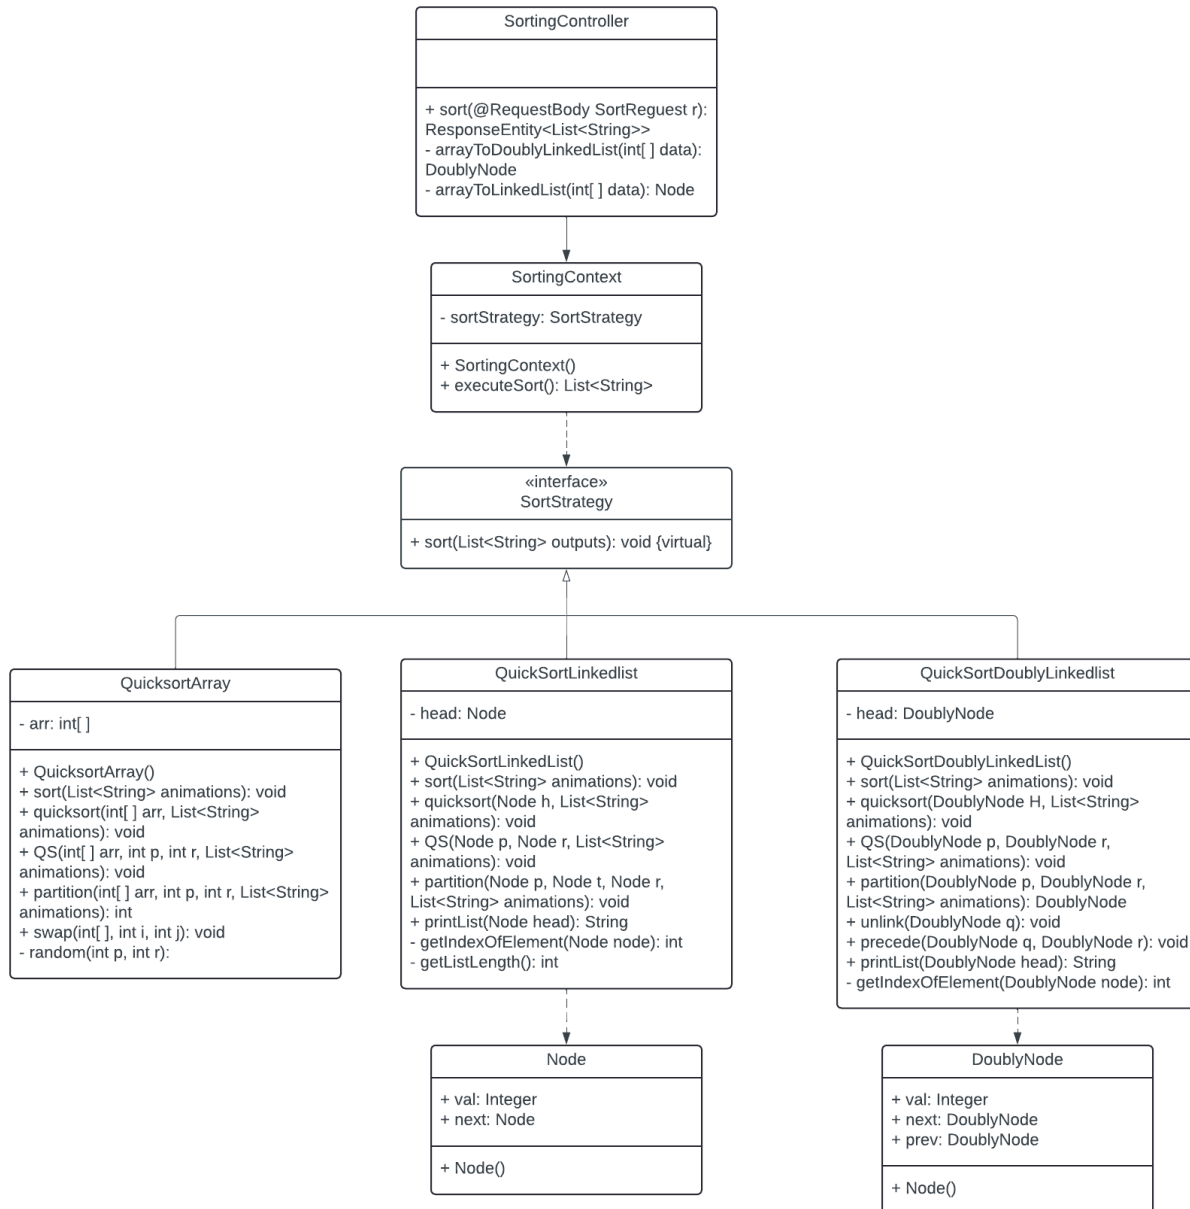 SortingController
+ sort(@RequestBody SortReguest r):
ResponseEntity<List<String>>
- arrayToDoublyLinkedList(int[ ] data):
DoublyNode
- arrayToLinkedList(int[ ] data): Node
SortingContext
- sortStrategy: SortStrategy
+ SortingContext()
+ executeSort(): List<String>
«interface»
SortStrategy
+ sort(List<String> outputs): void {virtual}
QuicksortArray
- arr: int[ ]
+ QuicksortArray()
+ sort(List<String> animations): void
+ quicksort(int[ ] arr, List<String>
animations): void
+ QS(int[ ] arr, int p, int r, List<String>
animations): void
+ partition(int[ ] arr, int p, int r, List<String>
animations): int
+ swap(int[ ], int i, int j): void
- random(int p, int r):
QuickSortLinkedlist
- head: Node
+ QuickSortLinkedList()
+ sort(List<String> animations): void
+ quicksort(Node h, List<String>
animations): void
+ QS(Node p, Node r, List<String>
animations): void
+ partition(Node p, Node t, Node r,
List<String> animations): void
+ printList(Node head): String
- getIndexOfElement(Node node): int
- getListLength(): int
QuickSortDoublyLinkedlist
- head: DoublyNode
+ QuickSortDoublyLinkedList()
+ sort(List<String> animations): void
+ quicksort(DoublyNode H, List<String>
animations): void
+ QS(DoublyNode p, DoublyNode r,
List<String> animations): void
+ partition(DoublyNode p, DoublyNode r,
List<String> animations): DoublyNode
+ unlink(DoublyNode q): void
+ precede(DoublyNode q, DoublyNode r): void
+ printList(DoublyNode head): String
- getIndexOfElement(DoublyNode node): int
Node
+ val: Integer
+ next: Node
+ Node()
DoublyNode
+ val: Integer
+ next: DoublyNode
+ prev: DoublyNode
+ Node()